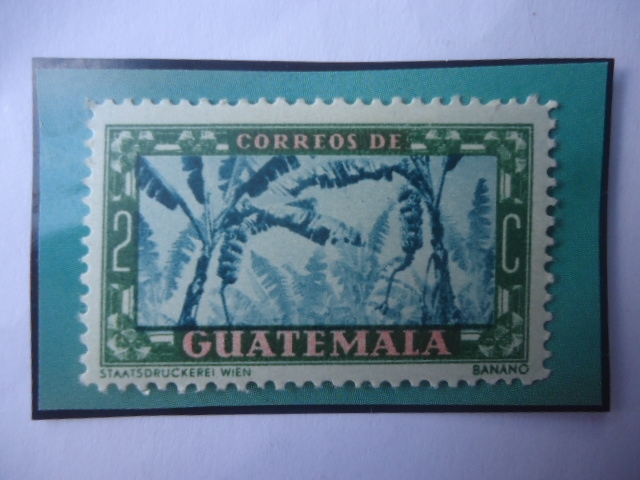 CORREOS DE
2 C
GUATEMALA
STAATSDRUCKEREI WIEN BANANO